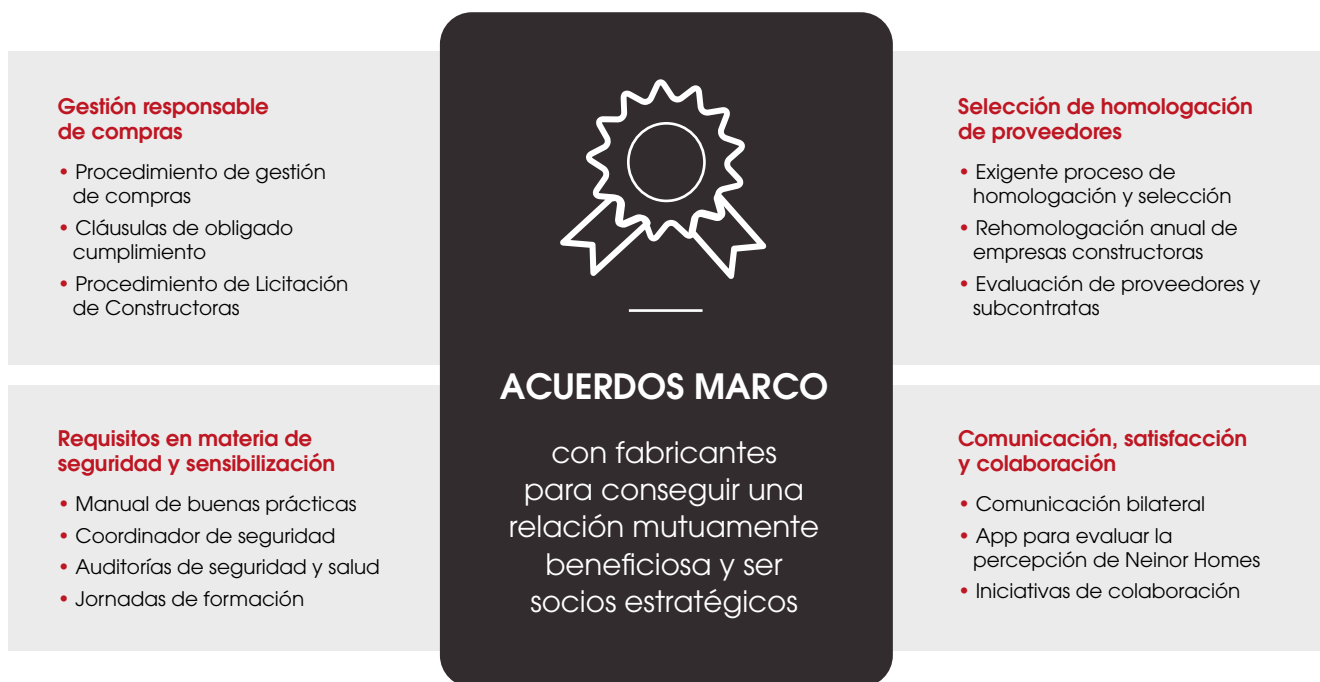 Gestión responsable
de compras
• Procedimiento de gestión
de compras
• Cláusulas de obligado
cumplimiento
• Procedimiento de Licitación
de Constructoras
Requisitos en materia de
seguridad y sensibilización
• Manual de buenas prácticas
• Coordinador de seguridad
• Auditorías de seguridad y salud
• Jornadas de formación
ACUERDOS MARCO
con fabricantes
para conseguir una
relación mutuamente
beneficiosa y ser
socios estratégicos
Selección de homologación
de proveedores
• Exigente proceso de
homologación y selección
• Rehomologación anual de
empresas constructoras
• Evaluación de proveedores y
subcontratas
Comunicación, satisfacción
y colaboración
• Comunicación bilateral
• App para evaluar la
percepción de Neinor Homes
• Iniciativas de colaboración